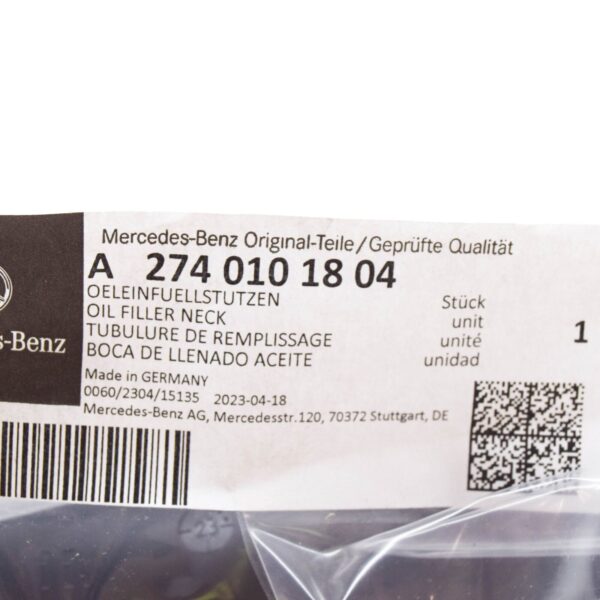 Mercedes-Benz Original-Teile/Geprüfte Qualität
A 274 010 18 04
OELEINFUELLSTUTZEN
OIL FILLER NECK
TUBULURE DE REMPLISSAGE
BOCA DE LLENADO ACEITE
Stück
unit
unité
unidad
1
s-Benz
Made in GERMANY
0060/2304/15135 2023-04-18
Mercedes-Benz AG, Mercedesstr.120, 70372 Stuttgart, DE